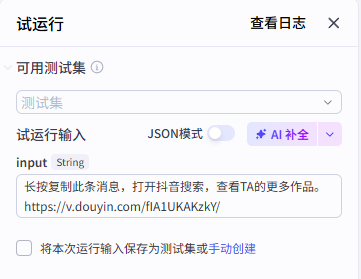 试运行
查看日志
可用测试集
测试集
试运行输入
JSON模式
AI 补全
input String
长按复制此条消息，打开抖音搜索，查看TA的更多作品。
https://v.douyin.com/fIA1UKAKzkY/
将本次运行输入保存为测试集或手动创建